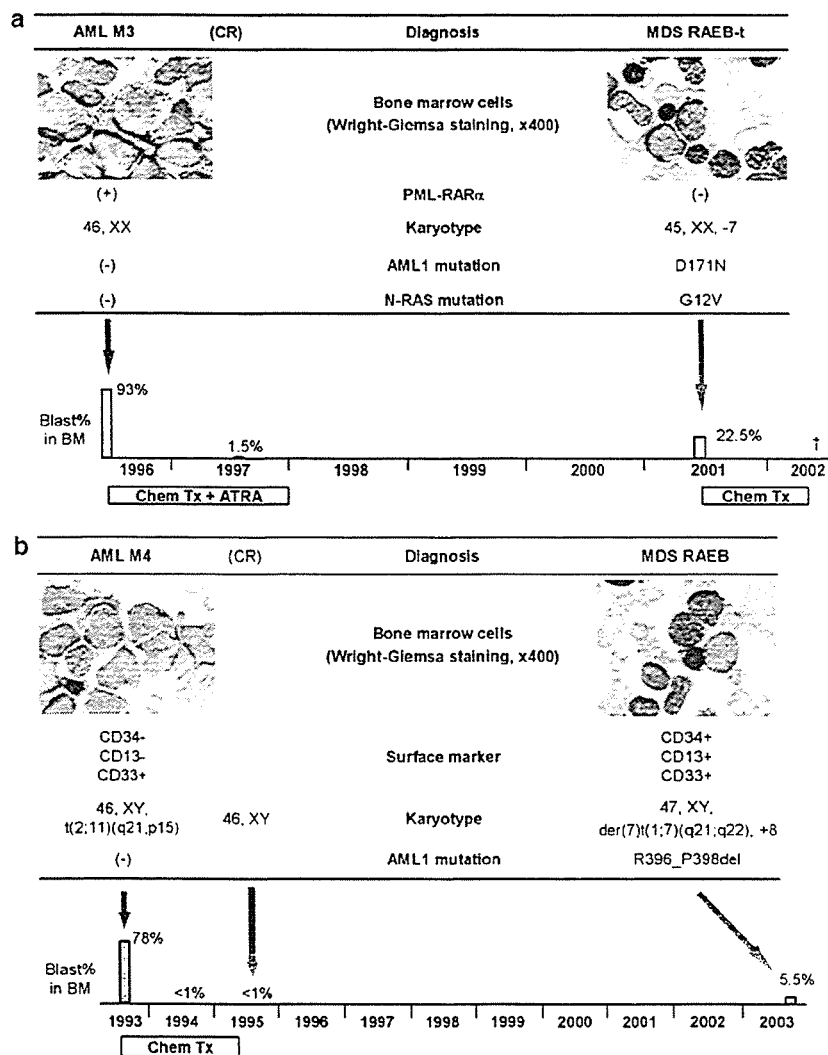 a
AML M3 (CR) Diagnosis MDS RAEB-t
Bone marrow cells
(Wright-Giemsa staining, x400)
(+) PML-RARα (-)
46, XX Karyotype 45, XX, -7
(-) AML1 mutation D171N
(-) N-RAS mutation G12V
93%
Blast% in BM
1.5%
22.5%
†
1996 1997 1998 1999 2000 2001 2002
Chem Tx + ATRA Chem Tx
b
AML M4 (CR) Diagnosis MDS RAEB
Bone marrow cells
(Wright-Giemsa staining, x400)
CD34- CD34+
CD13- Surface marker CD13+
CD33+ CD33+
46, XY, 46, XY Karyotype 47, XY,
t(2;11)(q21,p15) der(7)t(1;7)(q21;q22), +8
(-) AML1 mutation R396_P398del
78%
Blast% in BM
<1% <1%
5.5%
1993 1994 1995 1996 1997 1998 1999 2000 2001 2002 2003
Chem Tx